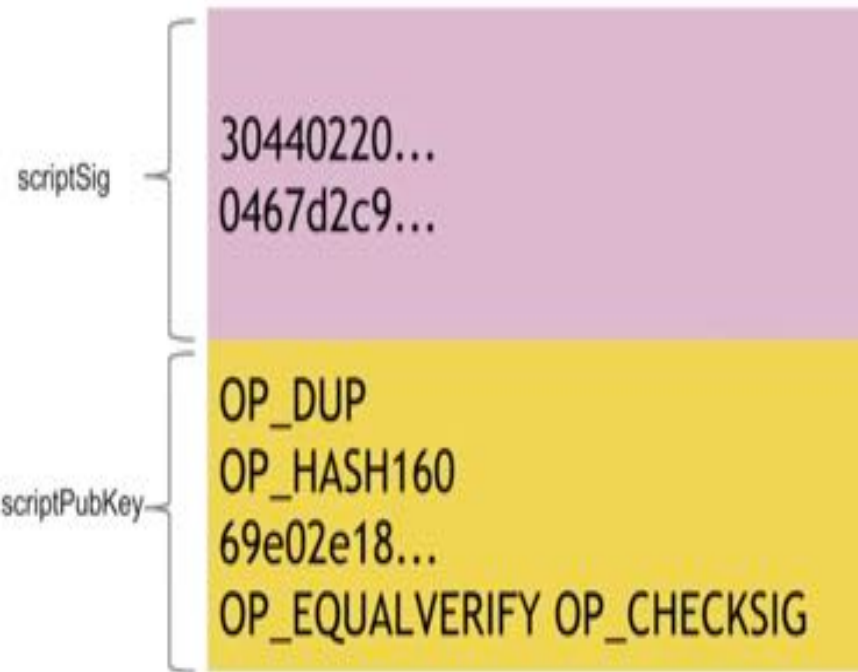 scriptSig
30440220...
0467d2c9...
scriptPubKey
OP_DUP
OP_HASH160
69e02e18...
OP_EQUALVERIFY OP_CHECKSIG